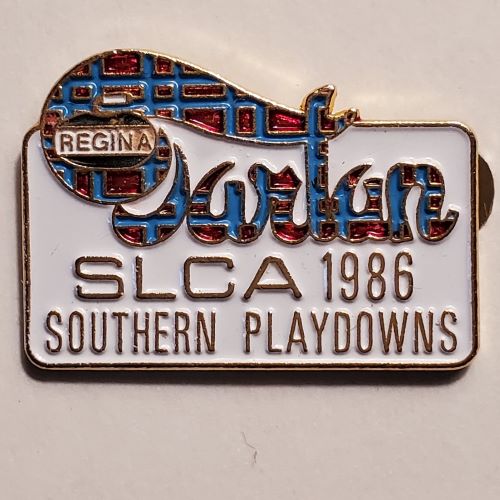 REGINA
Tartan
SLCA 1986
SOUTHERN PLAYDOWNS